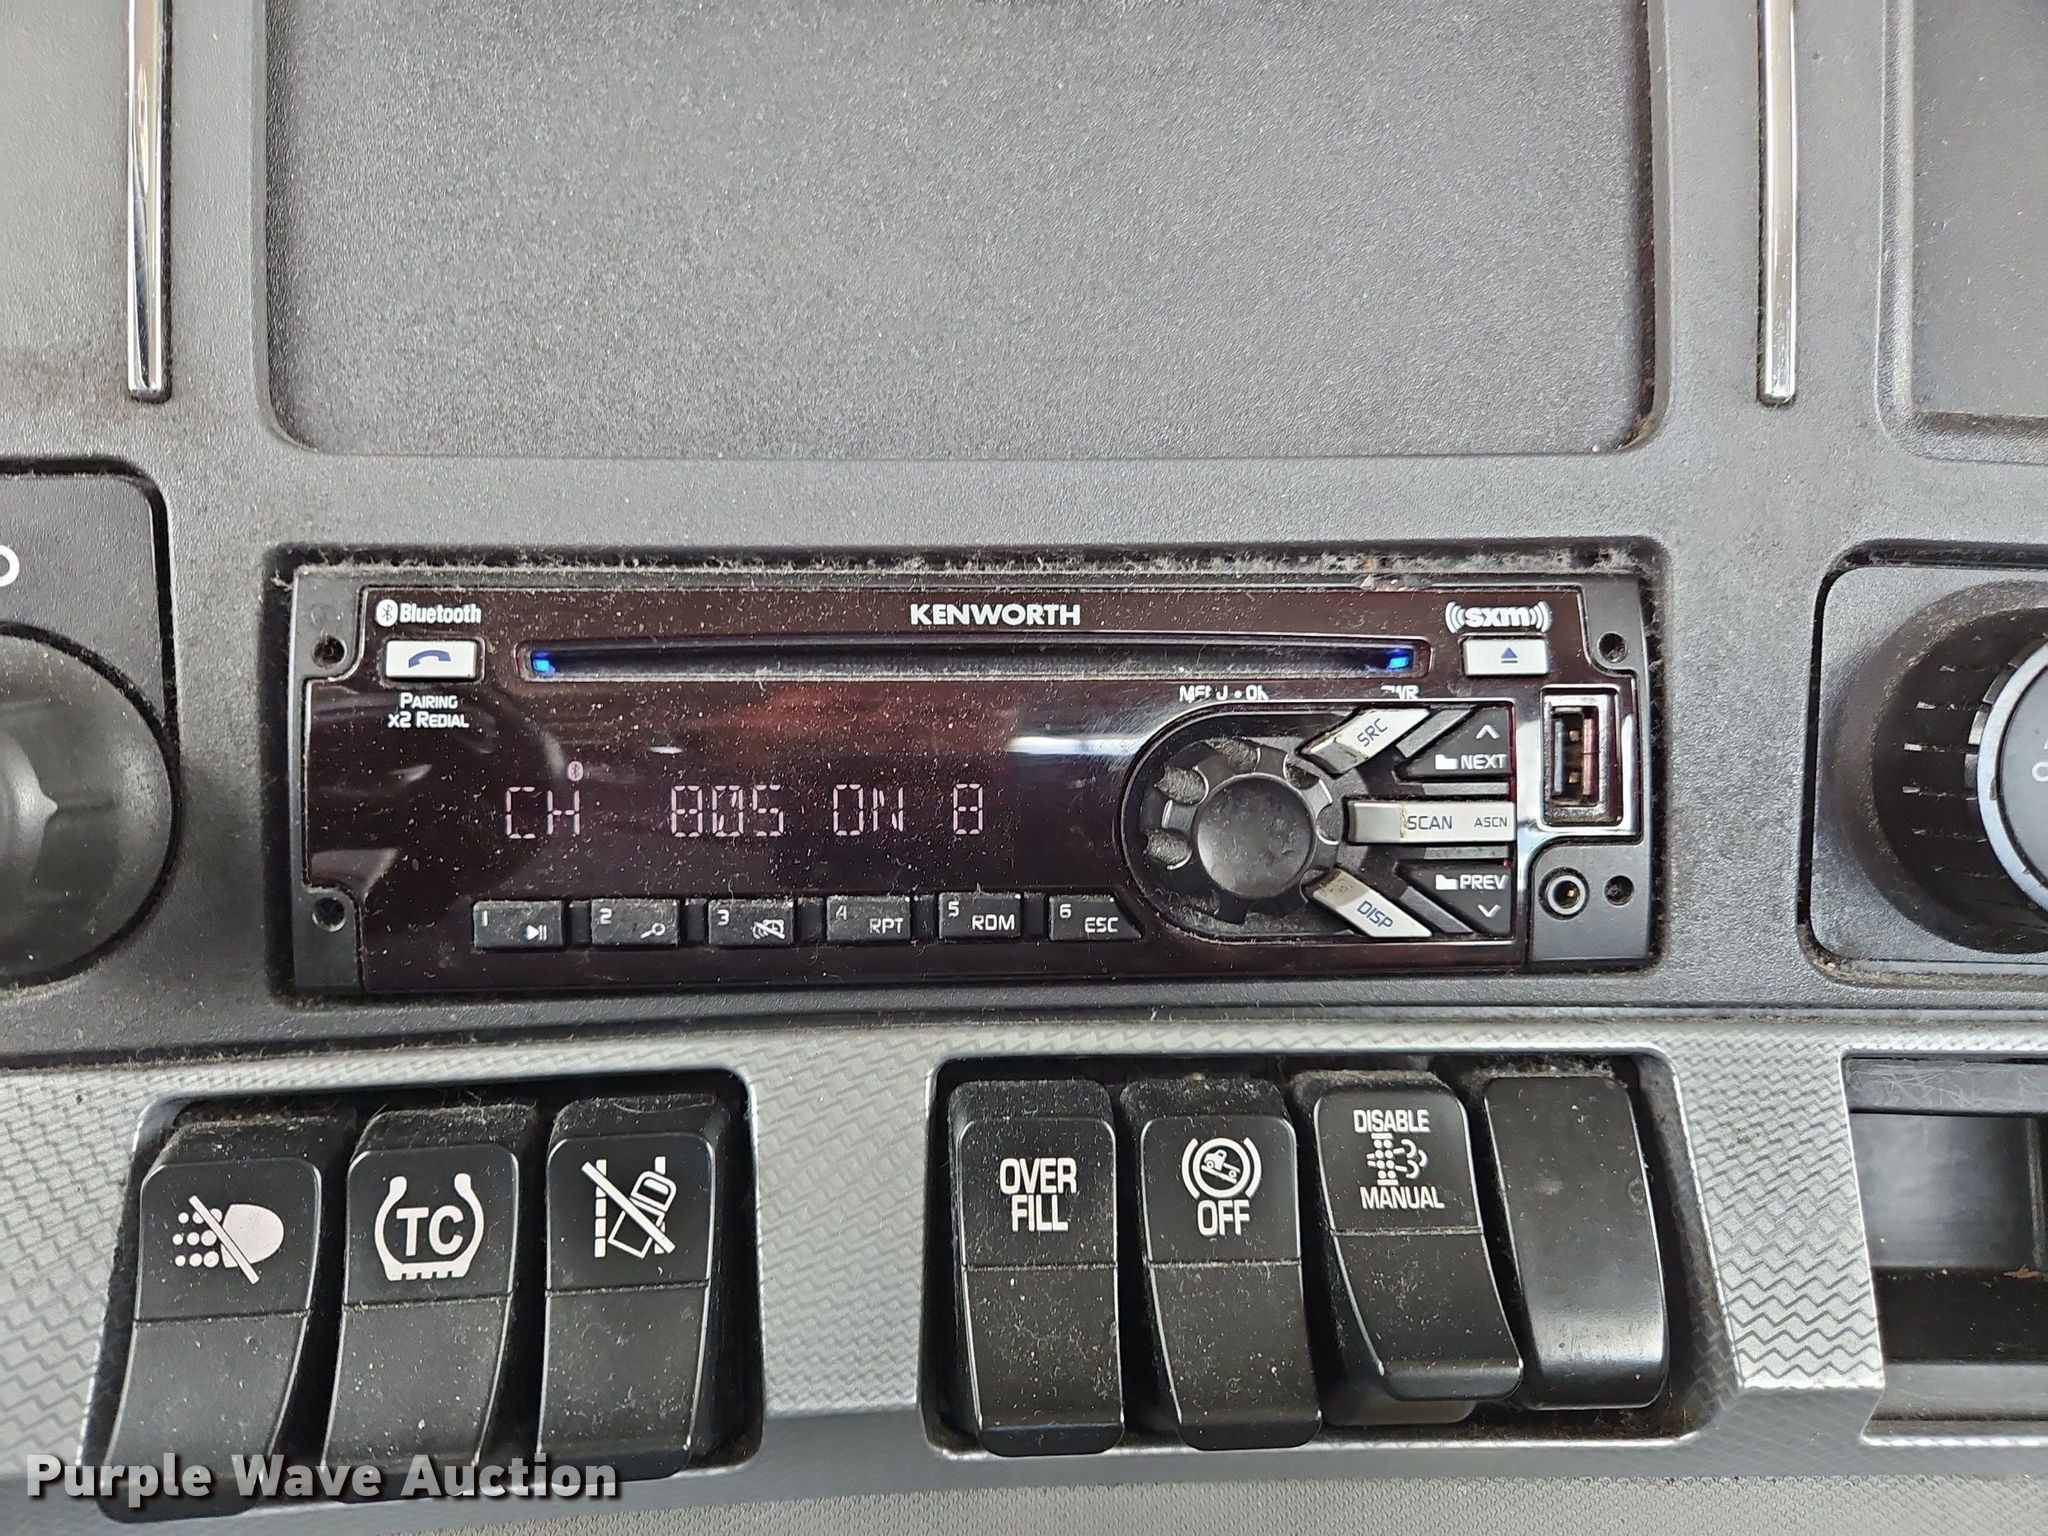 Bluetooth
KENWORTH
((sxm))
PAIRING
X2 REDIAL
SRC
NEXT
CH 805 ON 8
SCAN ASCN
PREV
DISP
1
2
3
4 RPT
5 RDM
6 ESC
TC
OVER
FILL
OFF
DISABLE
MANUAL
Purple Wave Auction